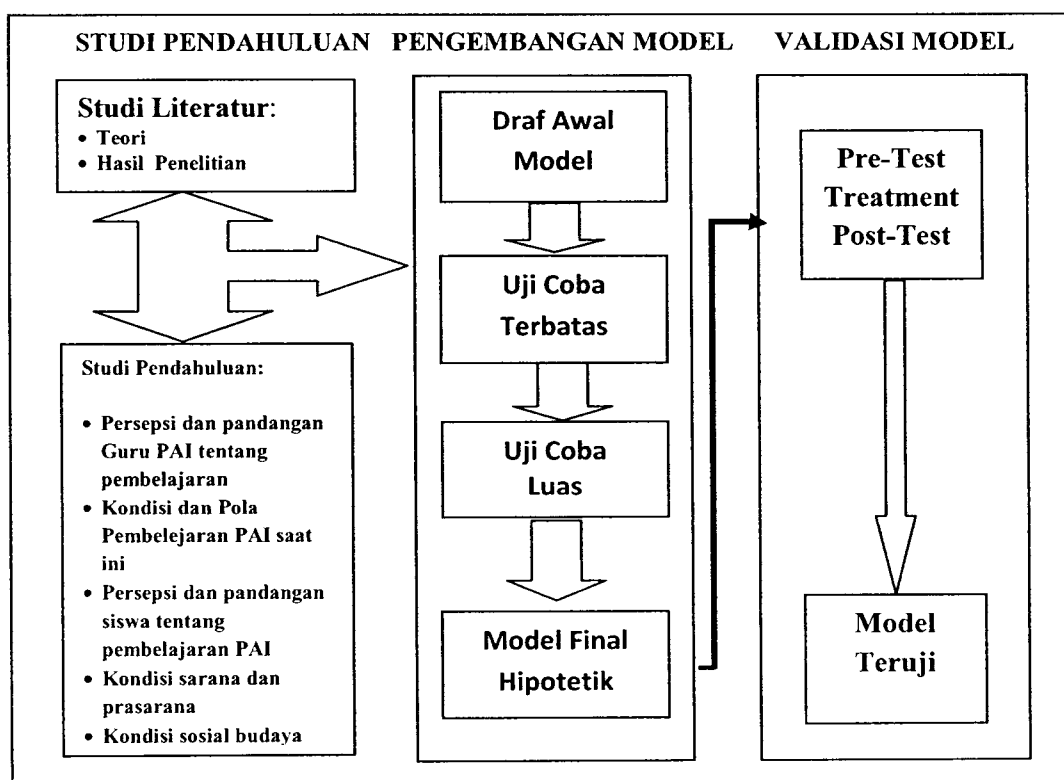 STUDI PENDAHULUAN PENGEMBANGAN MODEL VALIDASI MODEL
Studi Literatur:
• Teori
• Hasil Penelitian
Studi Pendahuluan:
• Persepsi dan pandangan
Guru PAI tentang
pembelajaran
• Kondisi dan Pola
Pembelejaran PAI saat
ini
• Persepsi dan pandangan
siswa tentang
pembelajaran PAI
• Kondisi sarana dan
prasarana
• Kondisi sosial budaya
Draf Awal
Model
Uji Coba
Terbatas
Uji Coba
Luas
Model Final
Hipotetik
Pre-Test
Treatment
Post-Test
Model
Teruji